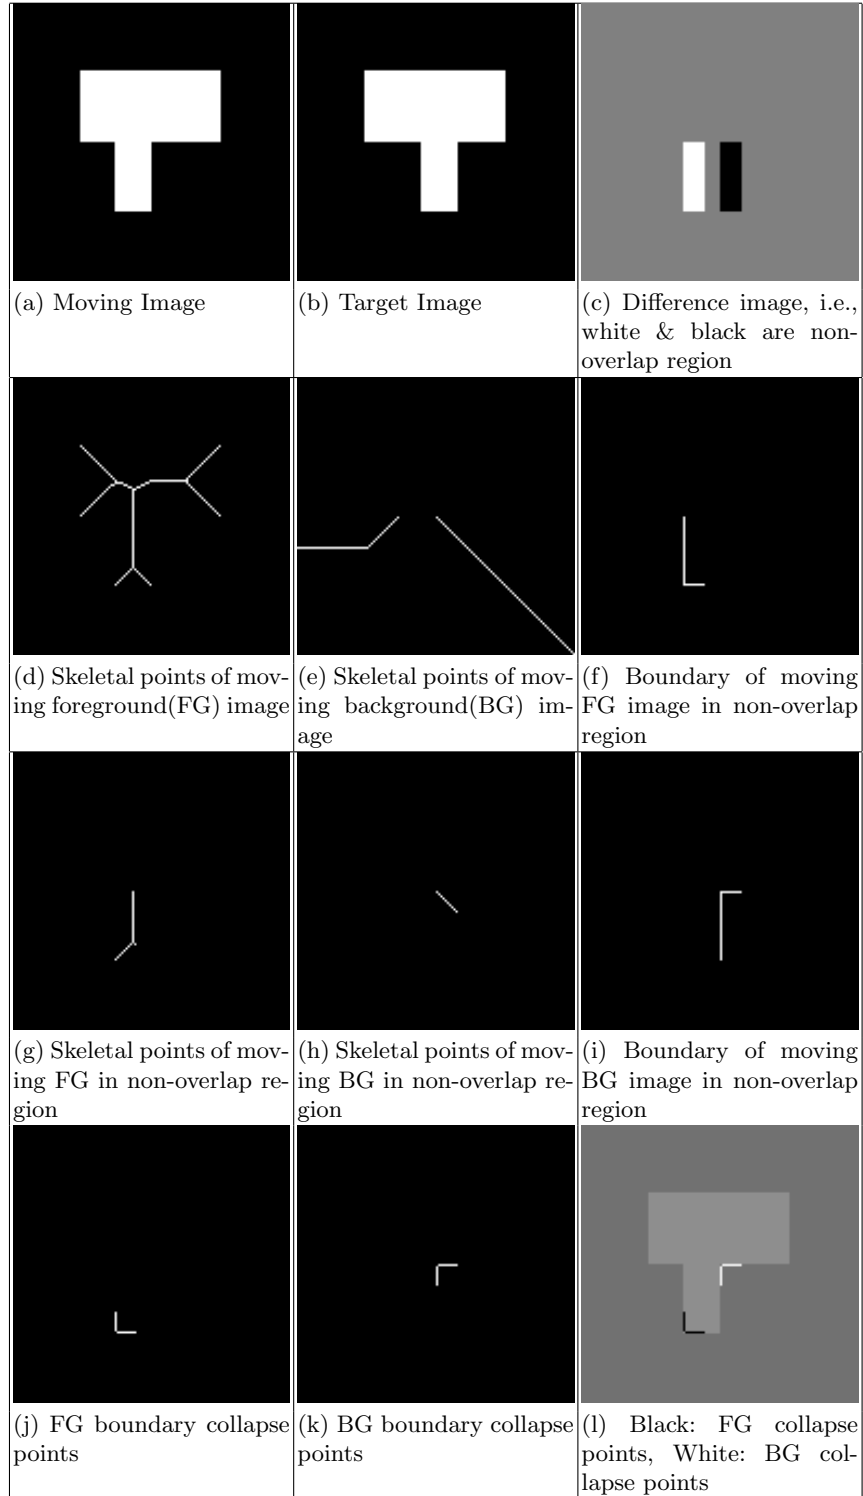 (a) Moving Image
(b) Target Image
(c) Difference image, i.e.,
white & black are non-
overlap region
(d) Skeletal points of mov-
ing foreground(FG) image
(e) Skeletal points of mov-
ing background(BG) im-
age
(f) Boundary of moving
FG image in non-overlap
region
(g) Skeletal points of mov-
ing FG in non-overlap re-
gion
(h) Skeletal points of mov-
ing BG in non-overlap re-
gion
(i) Boundary of moving
BG image in non-overlap
region
(j) FG boundary collapse
points
(k) BG boundary collapse
points
(l) Black: FG collapse
points, White: BG col-
lapse points